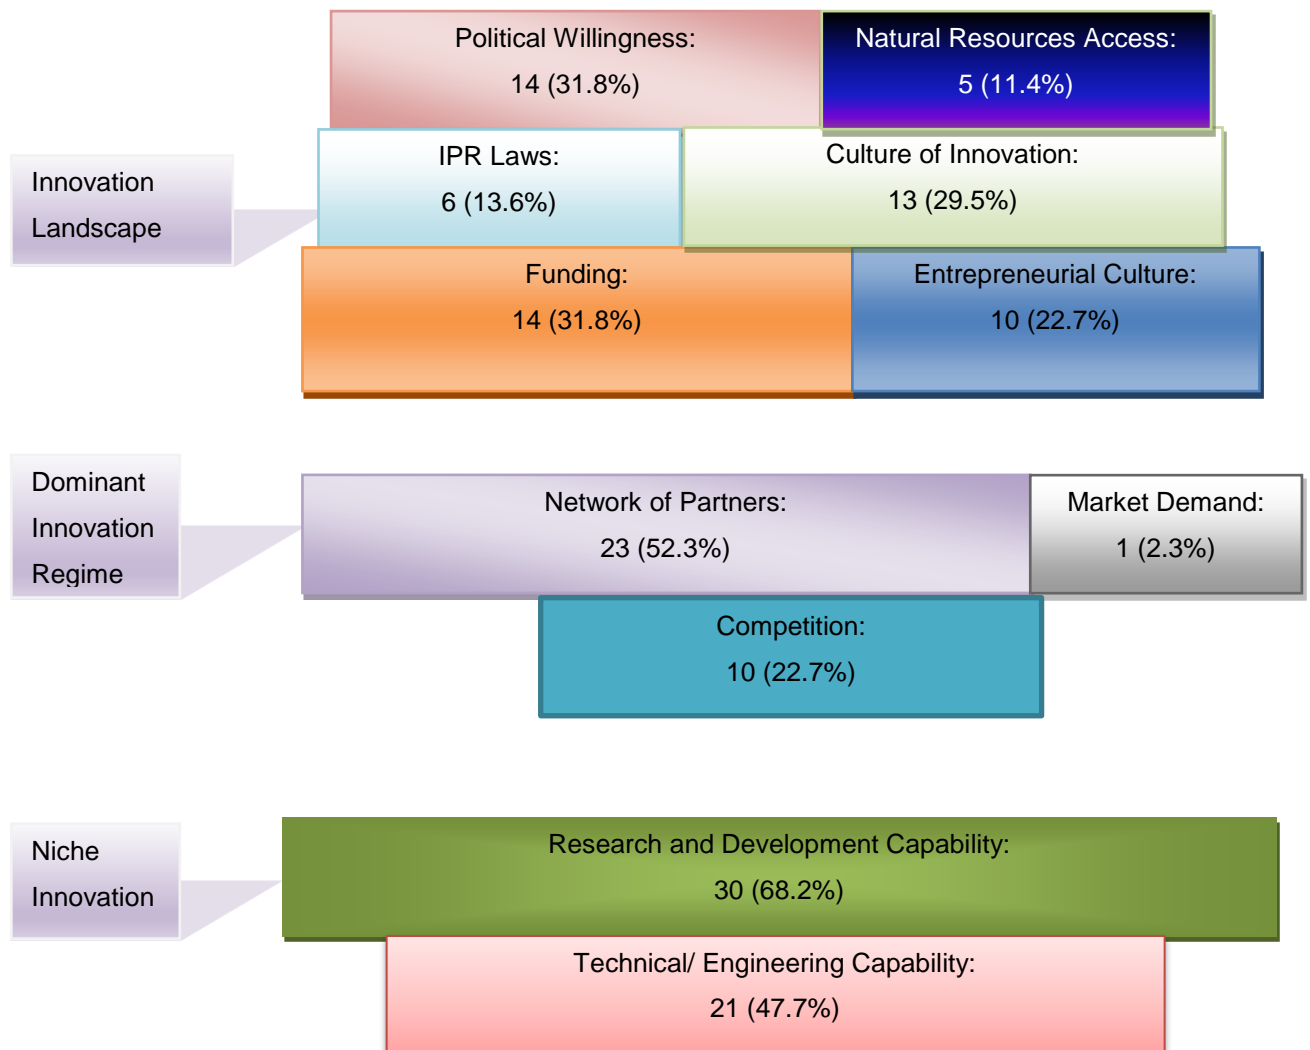 Political Willingness:
14 (31.8%)
Natural Resources Access:
5 (11.4%)
Innovation
Landscape
IPR Laws:
6 (13.6%)
Culture of Innovation:
13 (29.5%)
Funding:
14 (31.8%)
Entrepreneurial Culture:
10 (22.7%)
Dominant
Innovation
Regime
Network of Partners:
23 (52.3%)
Market Demand:
1 (2.3%)
Competition:
10 (22.7%)
Niche
Innovation
Research and Development Capability:
30 (68.2%)
Technical/ Engineering Capability:
21 (47.7%)